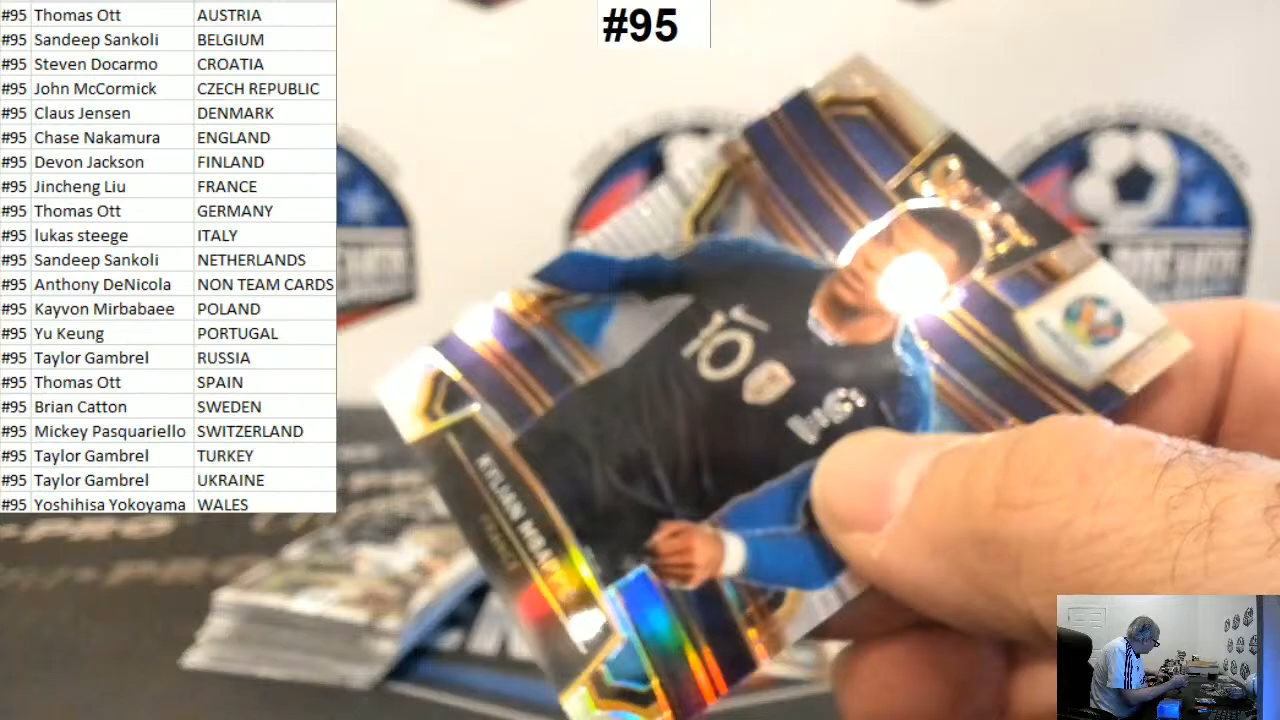 #95
#95 Thomas Ott AUSTRIA
#95 Sandeep Sankoli BELGIUM
#95 Steven Docarmo CROATIA
#95 John McCormick CZECH REPUBLIC
#95 Claus Jensen DENMARK
#95 Chase Nakamura ENGLAND
#95 Devon Jackson FINLAND
#95 Jincheng Liu FRANCE
#95 Thomas Ott GERMANY
#95 lukas steege ITALY
#95 Sandeep Sankoli NETHERLANDS
#95 Anthony DeNicola NON TEAM CARDS
#95 Kayvon Mirbabaee POLAND
#95 Yu Keung PORTUGAL
#95 Taylor Gambrel RUSSIA
#95 Thomas Ott SPAIN
#95 Brian Catton SWEDEN
#95 Mickey Pasquariello SWITZERLAND
#95 Taylor Gambrel TURKEY
#95 Taylor Gambrel UKRAINE
#95 Yoshihisa Yokoyama WALES
10
KYLIAN MBAPPE
FRANCE